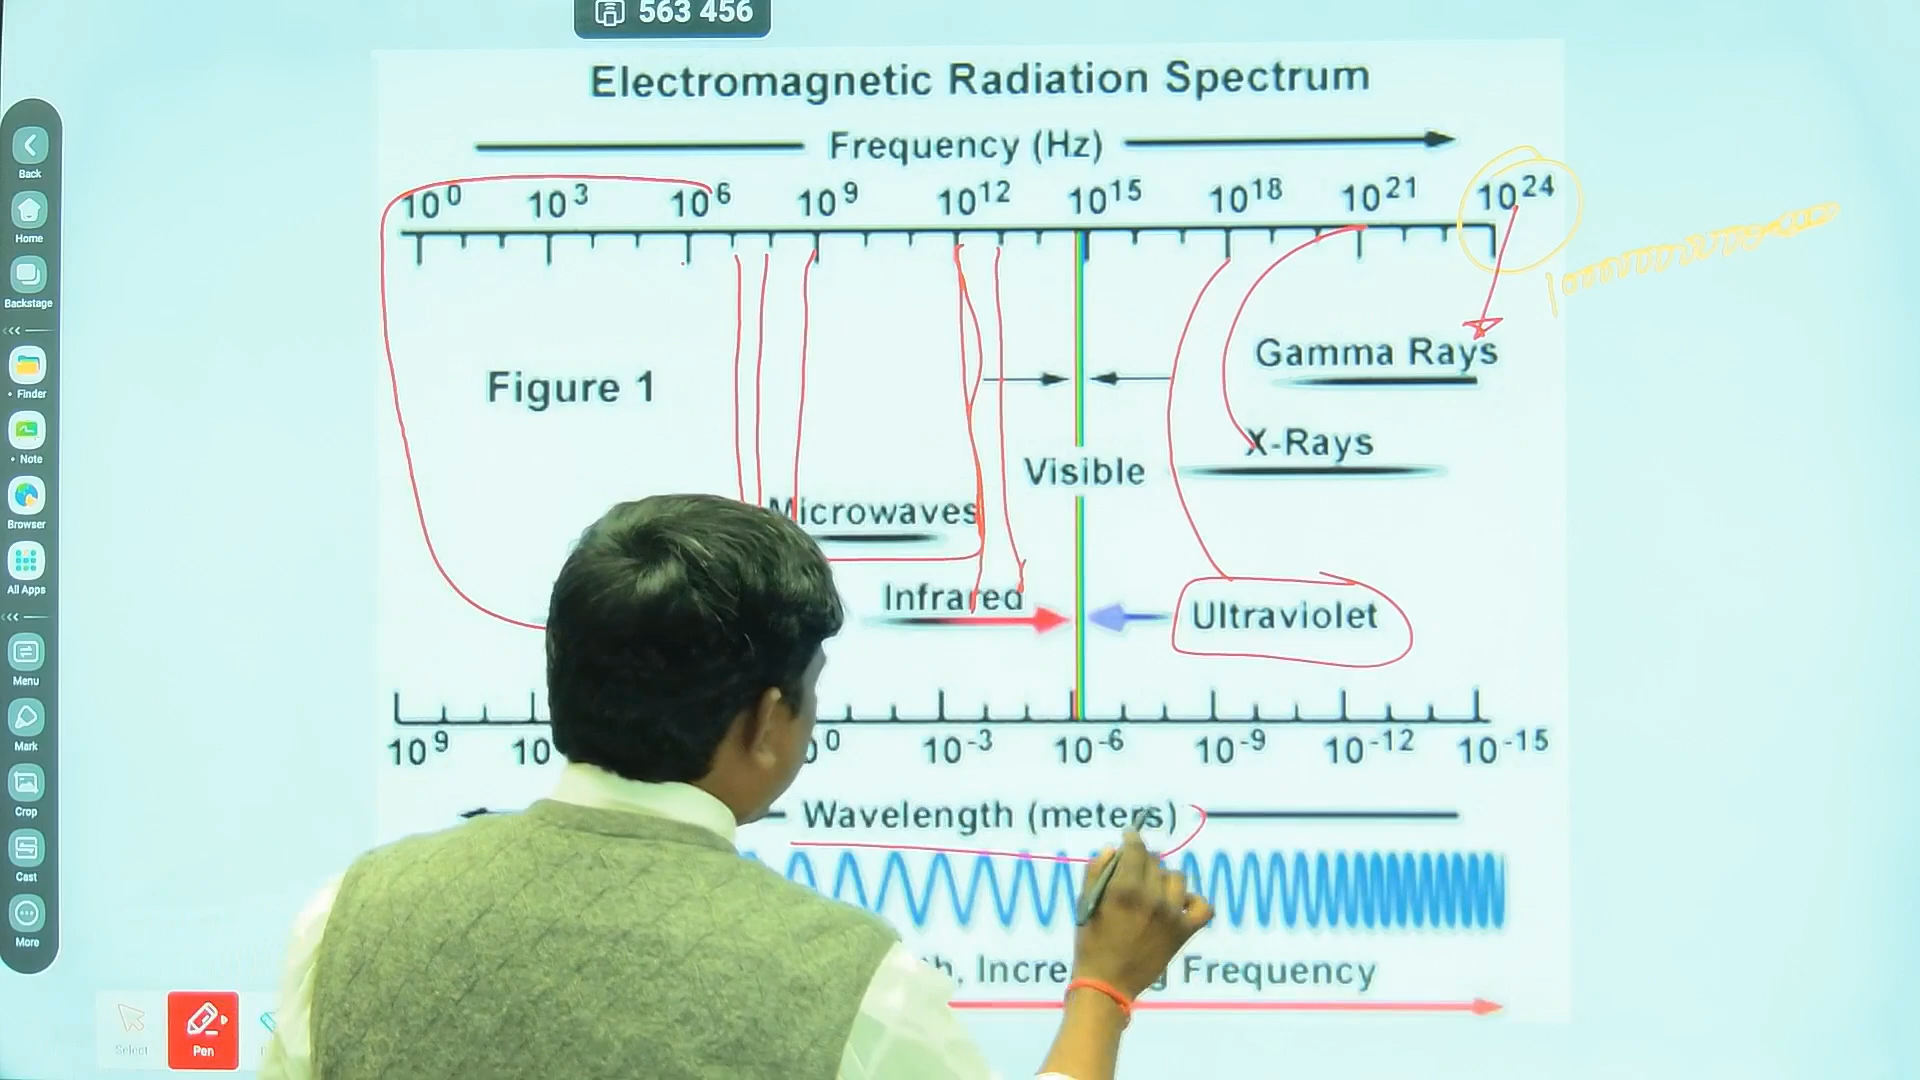 563 456
Electromagnetic Radiation Spectrum
Frequency (Hz)
10⁰ 10³ 10⁶ 10⁹ 10¹² 10¹⁵ 10¹⁸ 10²¹ 10²⁴
Gamma Rays
Figure 1
X-Rays
Visible
Microwaves
Infrared
Ultraviolet
10⁹ 10⁻³ 10⁻⁶ 10⁻⁹ 10⁻¹² 10⁻¹⁵
Wavelength (meters)
Frequency
Back
Home
Backstage
Finder
Note
Browser
All Apps
Menu
Mark
Crop
Cast
More
Select
Pen